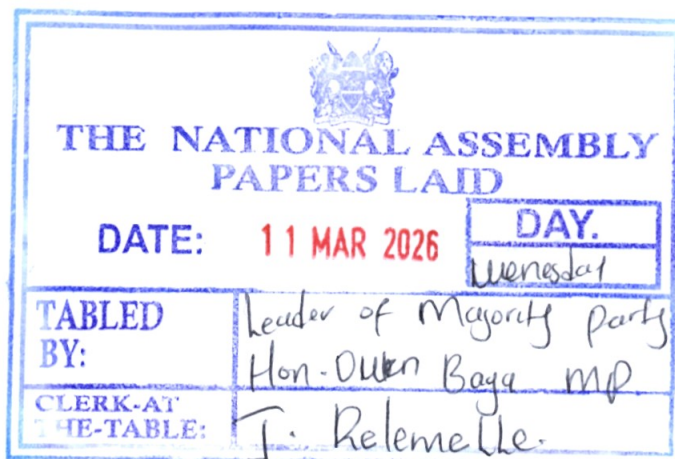 THE NATIONAL ASSEMBLY
PAPERS LAID
DATE: 11 MAR 2026
DAY.
Wenesday
TABLED BY:
Leader of Majority Party
Hon. Owen Baya MP
CLERK-AT THE-TABLE: